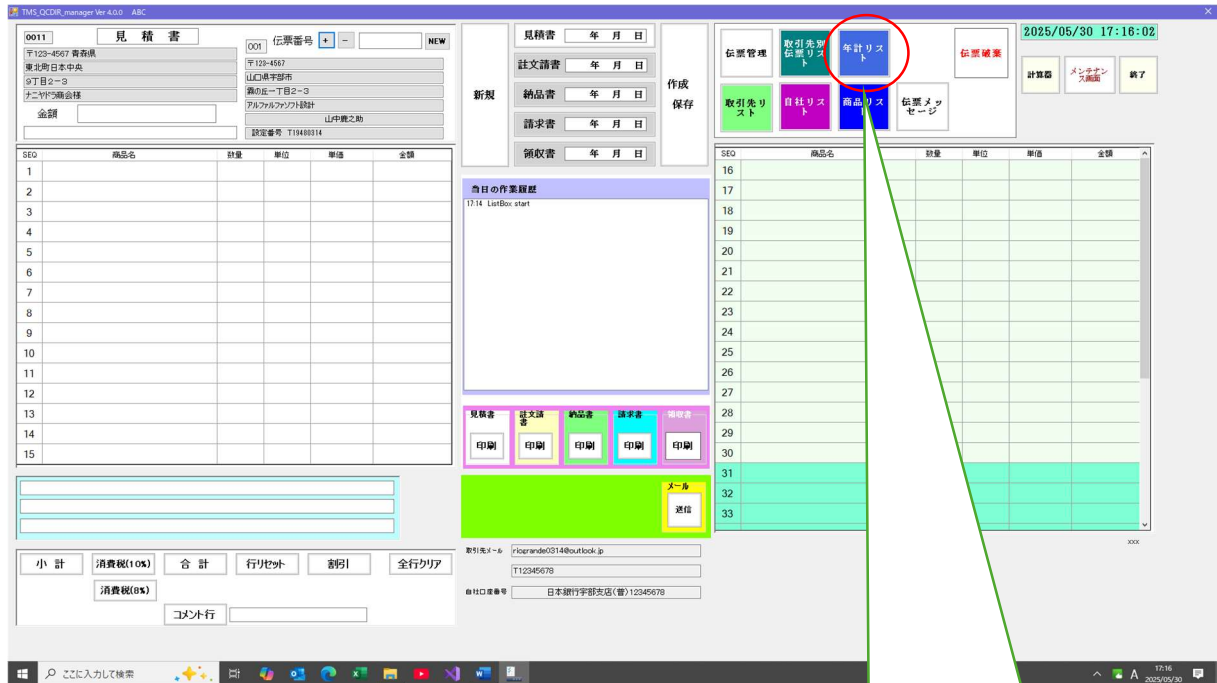 TMS_QCDIR_manager Ver 4.0.0 ABC
0011
見 積 書
〒123-4567 青森県
東北町日本中央
9丁目2-3
ナニヤドラ商会様
金額
001
伝票番号
+
-
NEW
〒123-4567
山口県宇部市
霧の丘一丁目2-3
アルファルファソフト設計
山中鹿之助
設定番号 T19480314
新規
見積書 年 月 日
註文請書 年 月 日
納品書 年 月 日
請求書 年 月 日
領収書 年 月 日
作成
保存
伝票管理
取引先別
伝票リス
ト
年計リス
ト
伝票破棄
取引先リ
スト
自社リス
ト
商品リス
ト
伝票メッ
セージ
2025/05/30 17:16:02
計算器
メンテナン
ス画面
終了
SEQ 商品名 数量 単位 単価 金額
1
2
3
4
5
6
7
8
9
10
11
12
13
14
15
当日の作業履歴
17:14 ListBox start
見積書
印刷
註文請
書
印刷
納品書
印刷
請求書
印刷
領収書
印刷
メール
送信
取引先メール
riogrande0314@outlook.jp
T12345678
自社口座番号
日本銀行宇部支店(普)12345678
SEQ 商品名 数量 単位 単価 金額
16
17
18
19
20
21
22
23
24
25
26
27
28
29
30
31
32
33
xxx
小 計
消費税(10%)
合 計
行リセット
割引
全行クリア
消費税(8%)
コメント行
ここに入力して検索
A
17:16
2025/05/30